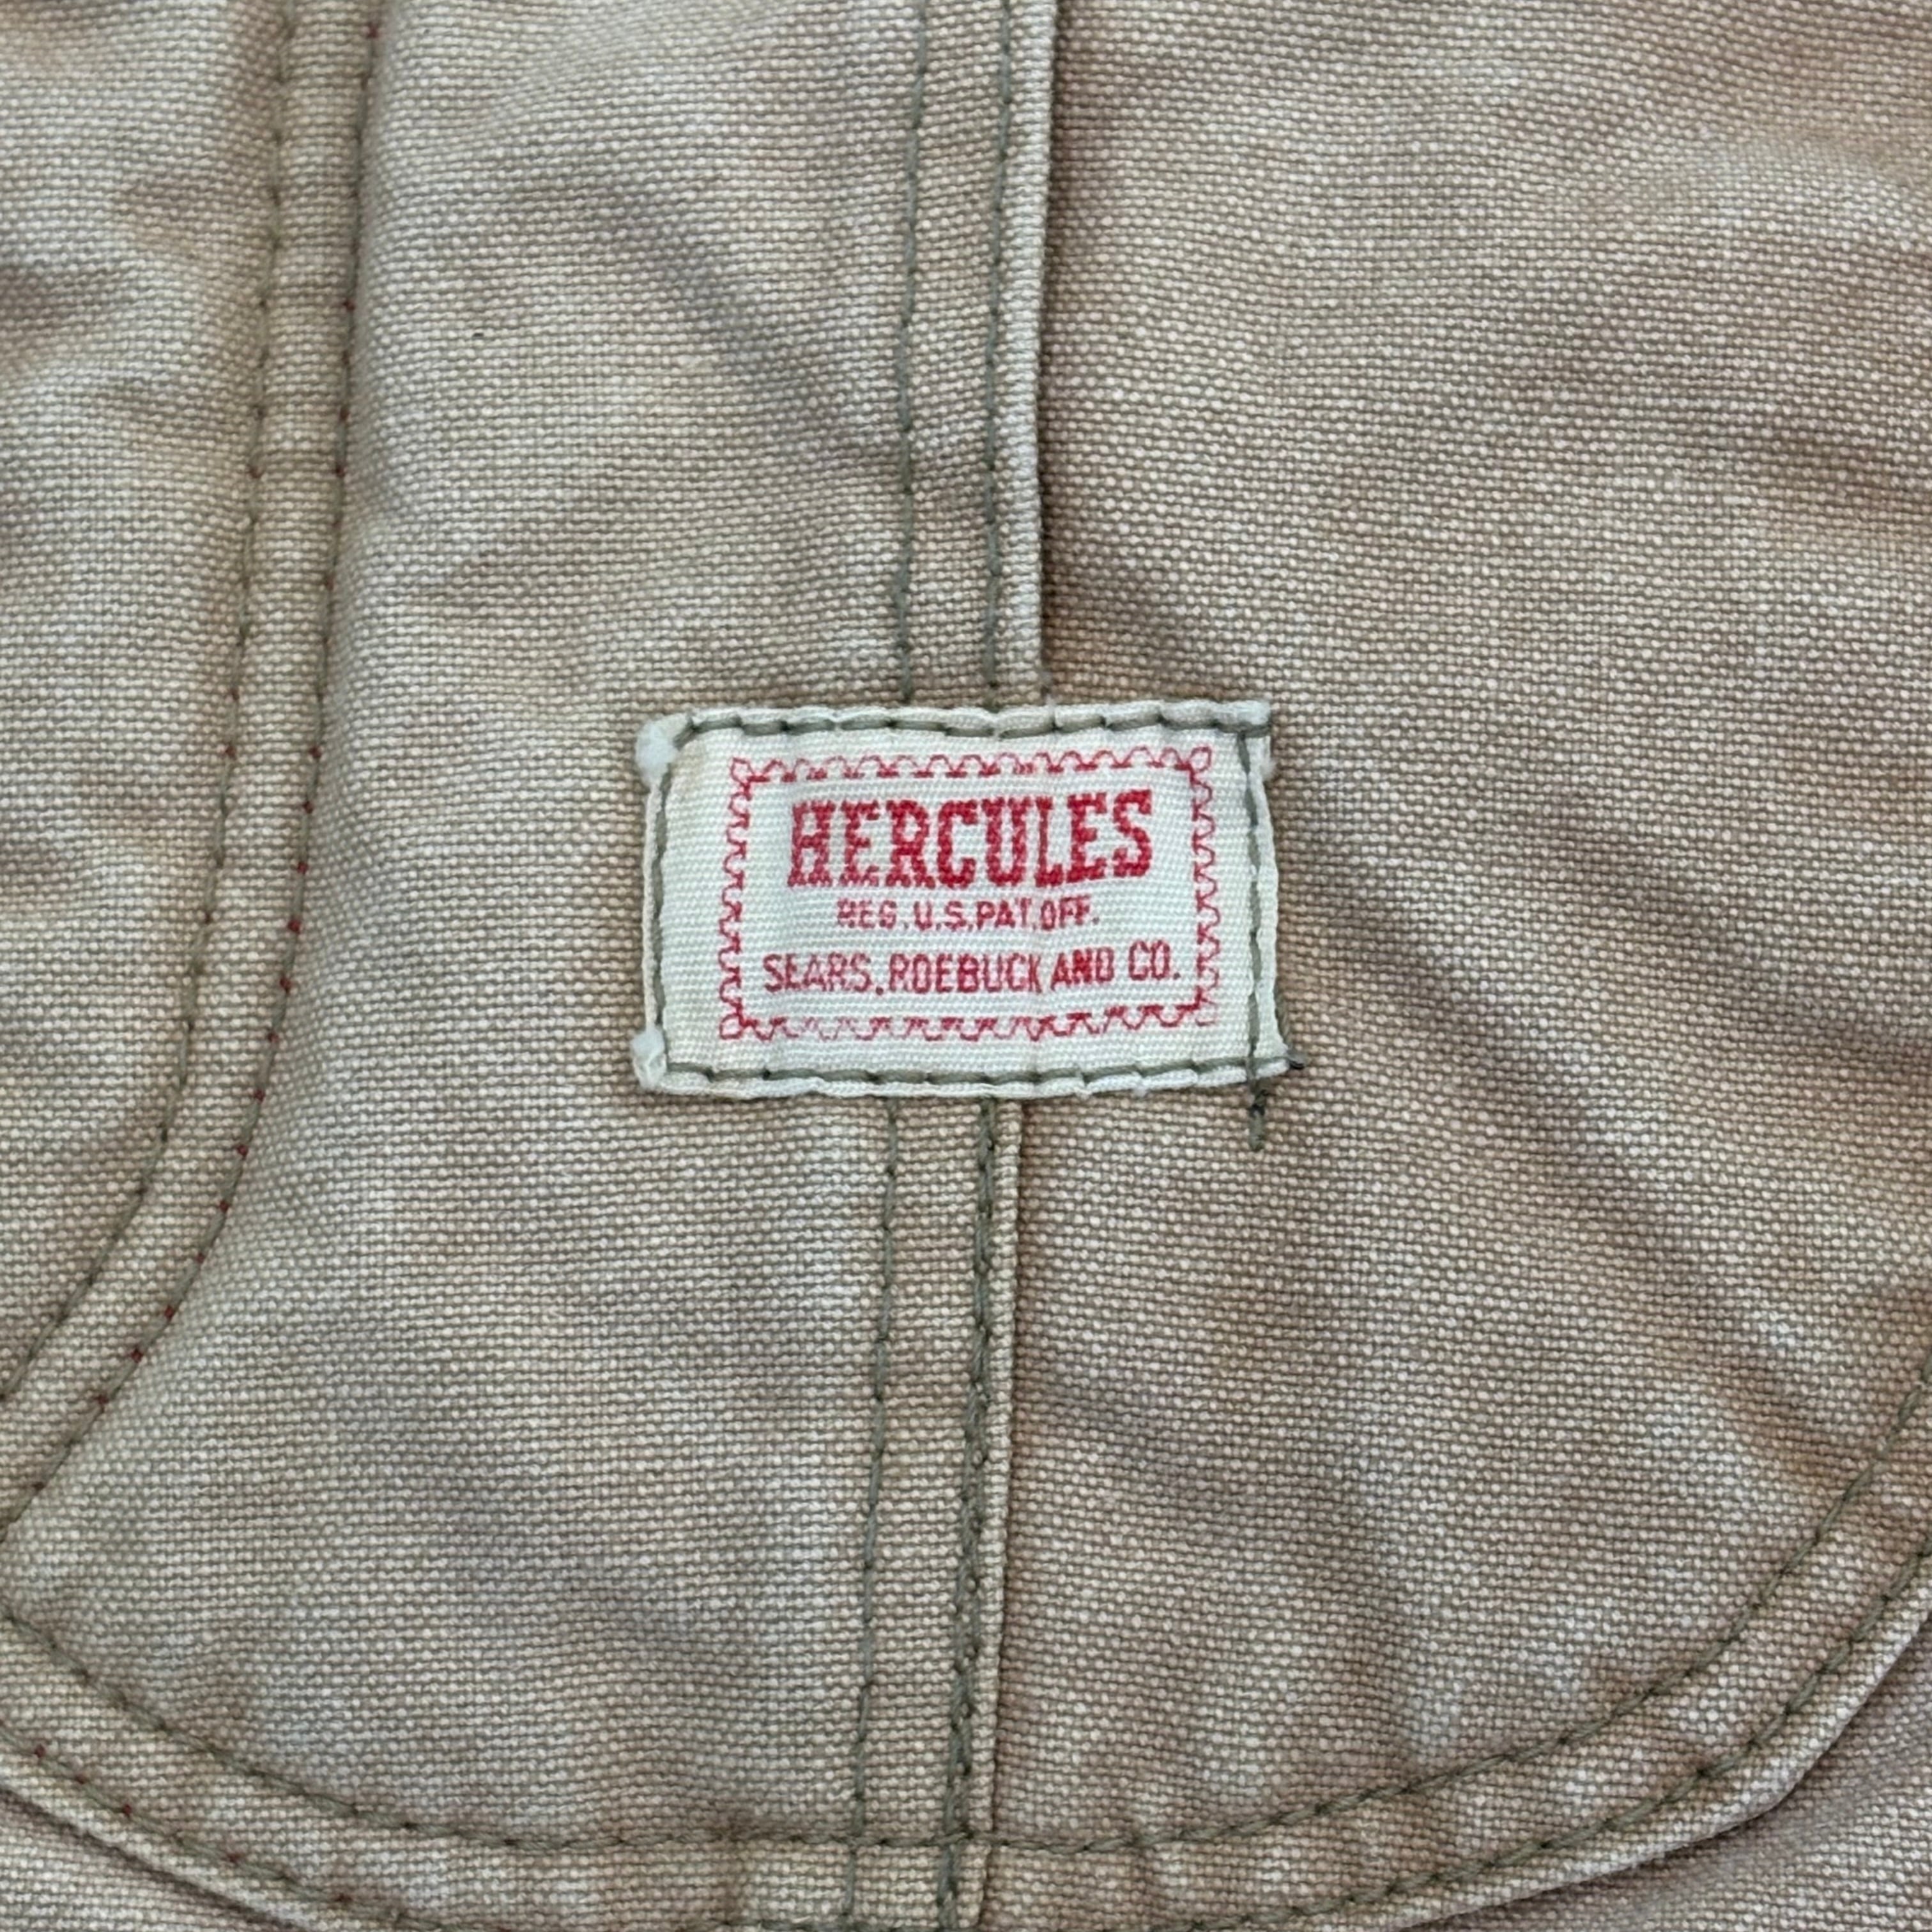 HERCULES
REG. U.S. PAT. OFF.
SEARS, ROEBUCK AND CO.